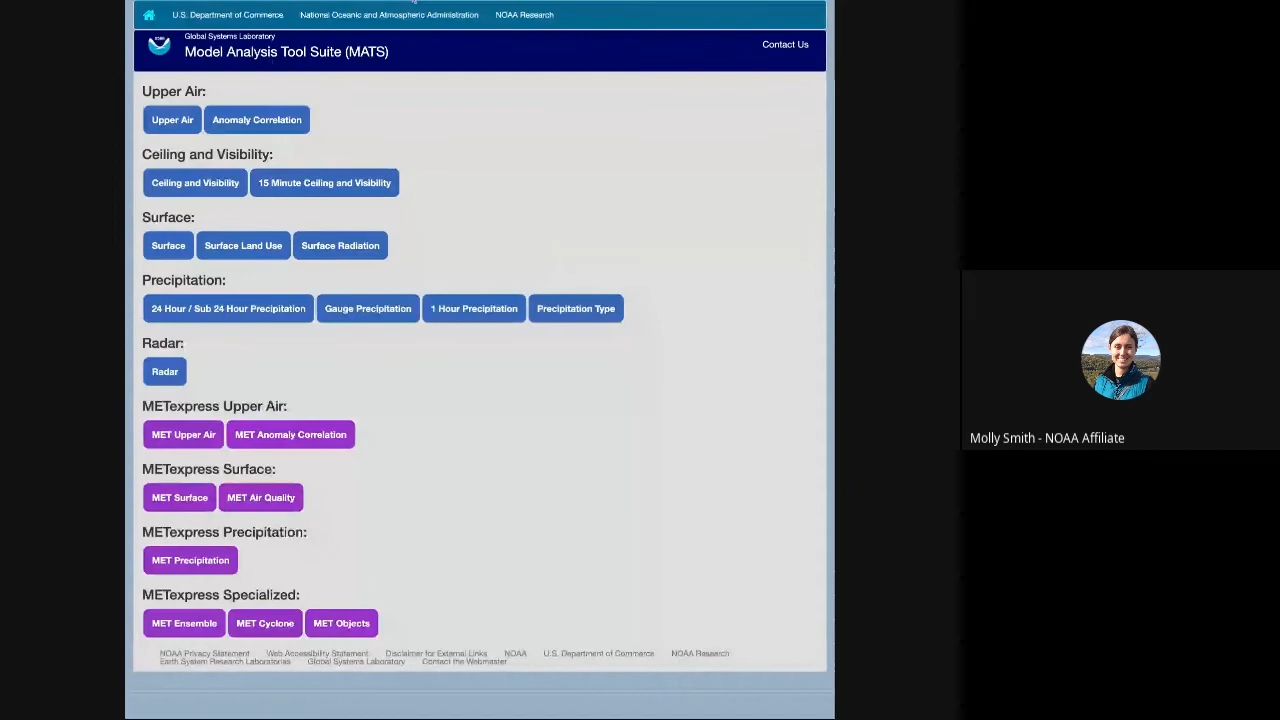 U.S. Department of Commerce National Oceanic and Atmospheric Administration NOAA Research
Global Systems Laboratory
Model Analysis Tool Suite (MATS)
Contact Us
Upper Air:
Upper Air Anomaly Correlation
Ceiling and Visibility:
Ceiling and Visibility 15 Minute Ceiling and Visibility
Surface:
Surface Surface Land Use Surface Radiation
Precipitation:
24 Hour / Sub 24 Hour Precipitation Gauge Precipitation 1 Hour Precipitation Precipitation Type
Radar:
Radar
METexpress Upper Air:
MET Upper Air MET Anomaly Correlation
METexpress Surface:
MET Surface MET Air Quality
METexpress Precipitation:
MET Precipitation
METexpress Specialized:
MET Ensemble MET Cyclone MET Objects
NOAA Privacy Statement Web Accessibility Statement Disclaimer for External Links NOAA U.S. Department of Commerce NOAA Research
Earth System Research Laboratories Global Systems Laboratory Contact the Webmaster
Molly Smith - NOAA Affiliate